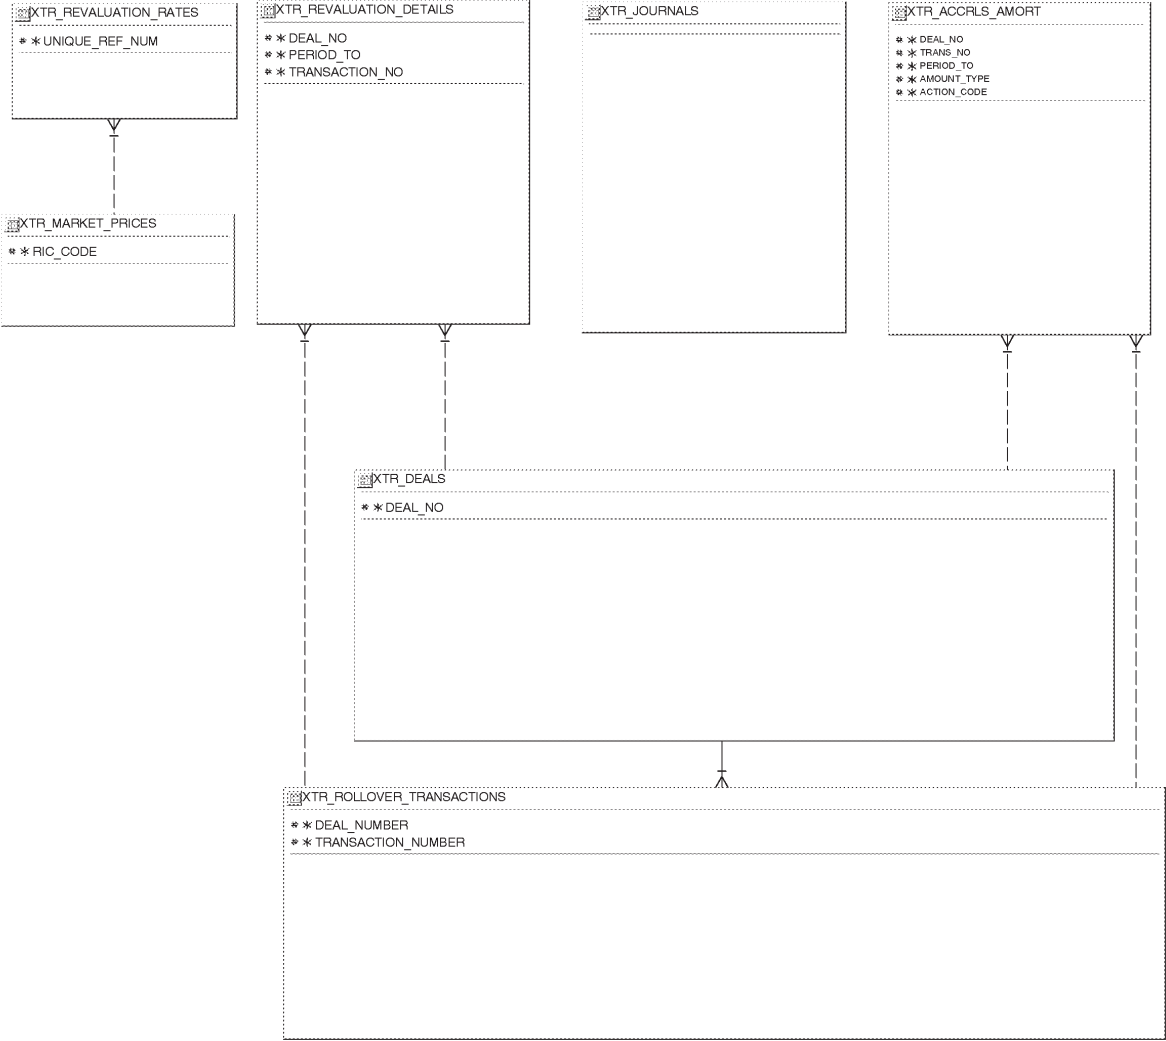 XTR_REVALUATION_RATES
# * UNIQUE_REF_NUM
XTR_MARKET_PRICES
# * RIC_CODE
XTR_REVALUATION_DETAILS
# * DEAL_NO
# * PERIOD_TO
# * TRANSACTION_NO
XTR_JOURNALS
XTR_ACCRLS_AMORT
# * DEAL_NO
# * TRANS_NO
# * PERIOD_TO
# * AMOUNT_TYPE
# * ACTION_CODE
XTR_DEALS
# * DEAL_NO
XTR_ROLLOVER_TRANSACTIONS
# * DEAL_NUMBER
# * TRANSACTION_NUMBER